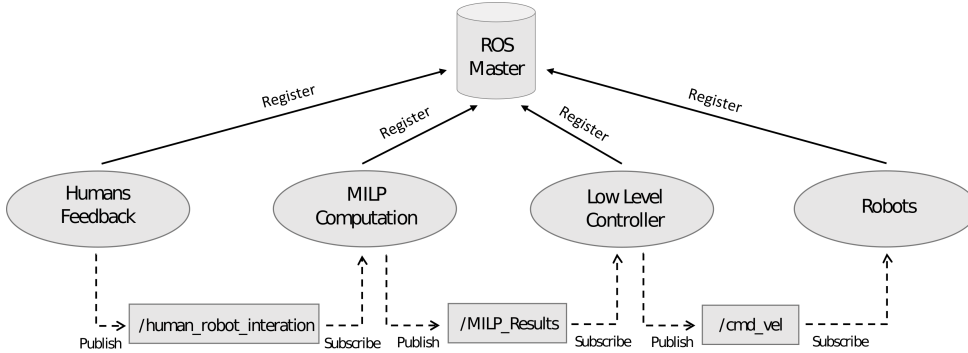 ROS
Master
Register
Register
Register
Register
Humans
Feedback
MILP
Computation
Low Level
Controller
Robots
/human_robot_interation
/MILP_Results
/cmd_vel
Publish
Subscribe
Publish
Subscribe
Publish
Subscribe